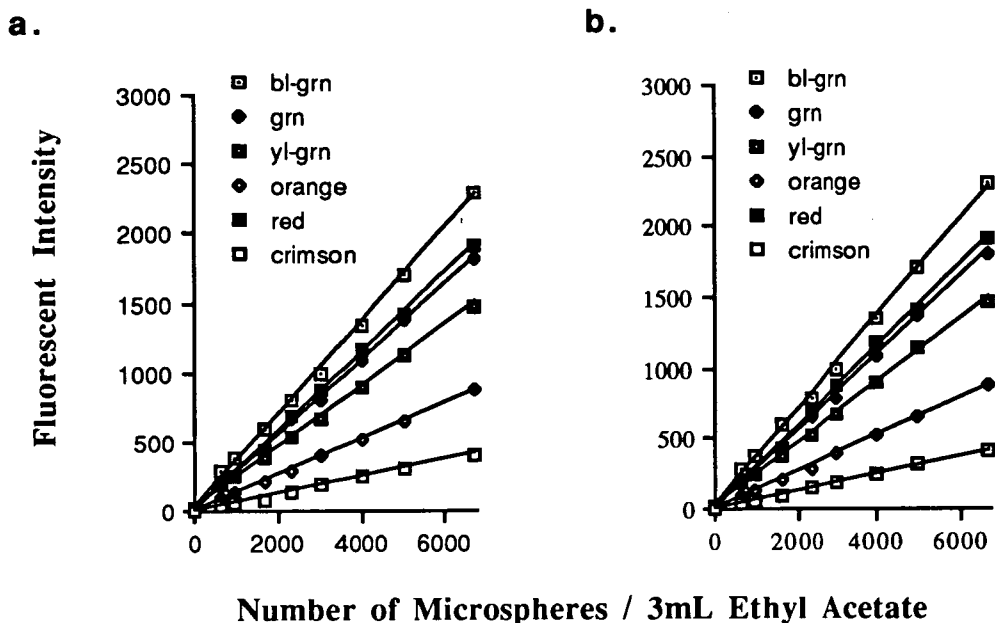 a.
bl-grn
grn
yl-grn
orange
red
crimson
3000
2500
2000
1500
1000
500
0
0 2000 4000 6000
Fluorescent Intensity
b.
bl-grn
grn
yl-grn
orange
red
crimson
3000
2500
2000
1500
1000
500
0
0 2000 4000 6000
Number of Microspheres / 3mL Ethyl Acetate